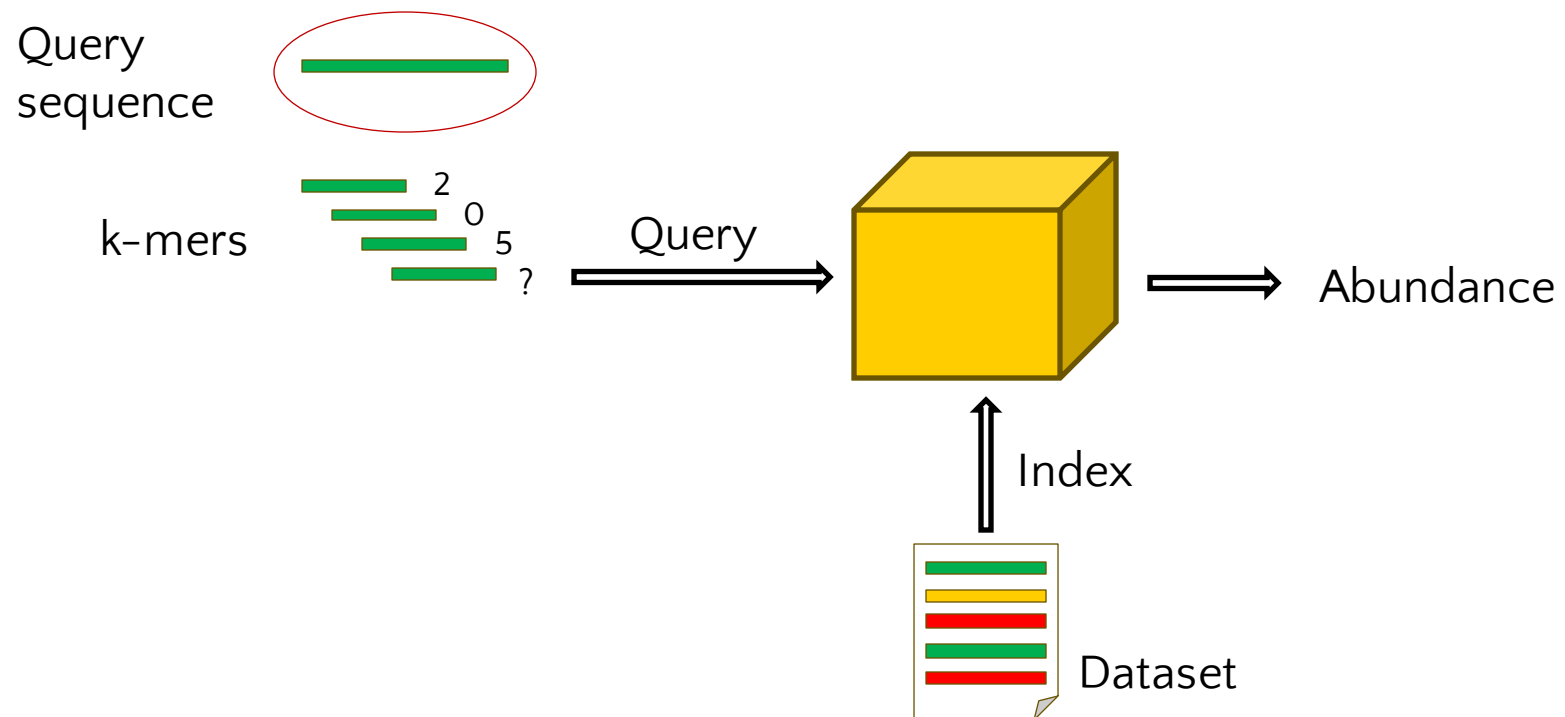 Query
sequence
2
0
5
?
k-mers
Query
Abundance
Index
Dataset